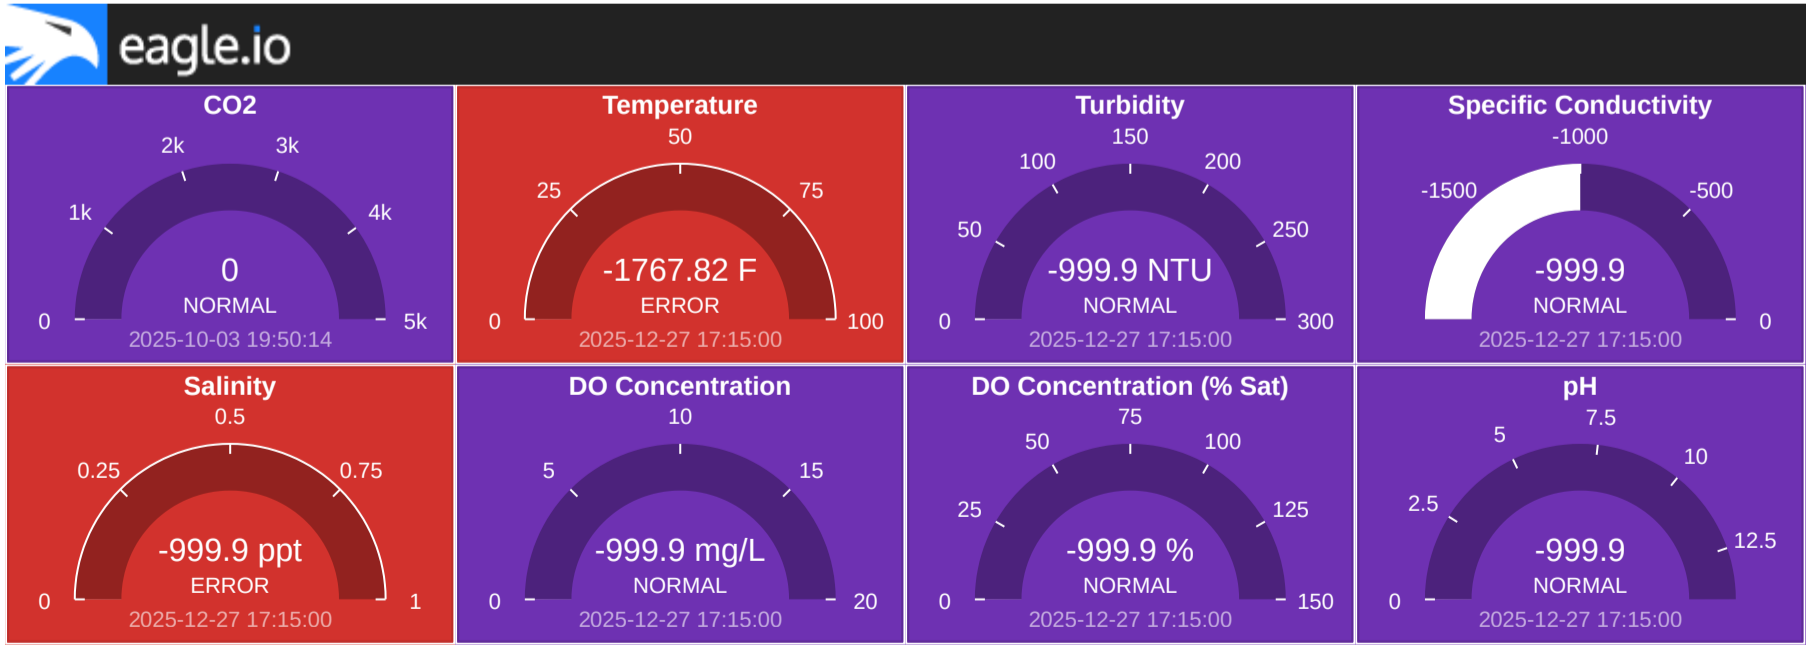 eagle.io
CO2
2k
3k
1k
4k
0
NORMAL
0
5k
2025-10-03 19:50:14
Temperature
50
25
75
-1767.82 F
ERROR
0
100
2025-12-27 17:15:00
Turbidity
150
100
200
50
250
-999.9 NTU
NORMAL
0
300
2025-12-27 17:15:00
Specific Conductivity
-1000
-1500
-500
-999.9
NORMAL
0
2025-12-27 17:15:00
Salinity
0.5
0.25
0.75
-999.9 ppt
ERROR
0
1
2025-12-27 17:15:00
DO Concentration
10
5
15
-999.9 mg/L
NORMAL
0
20
2025-12-27 17:15:00
DO Concentration (% Sat)
75
50
100
25
125
-999.9 %
NORMAL
0
150
2025-12-27 17:15:00
pH
7.5
5
10
2.5
12.5
-999.9
NORMAL
0
2025-12-27 17:15:00